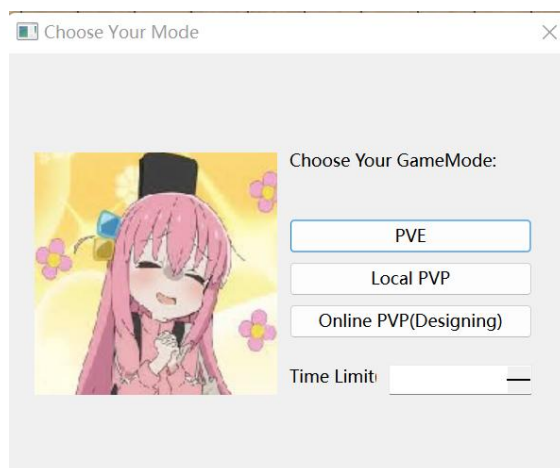 Choose Your Mode
Choose Your GameMode:
PVE
Local PVP
Online PVP(Designing)
Time Limit